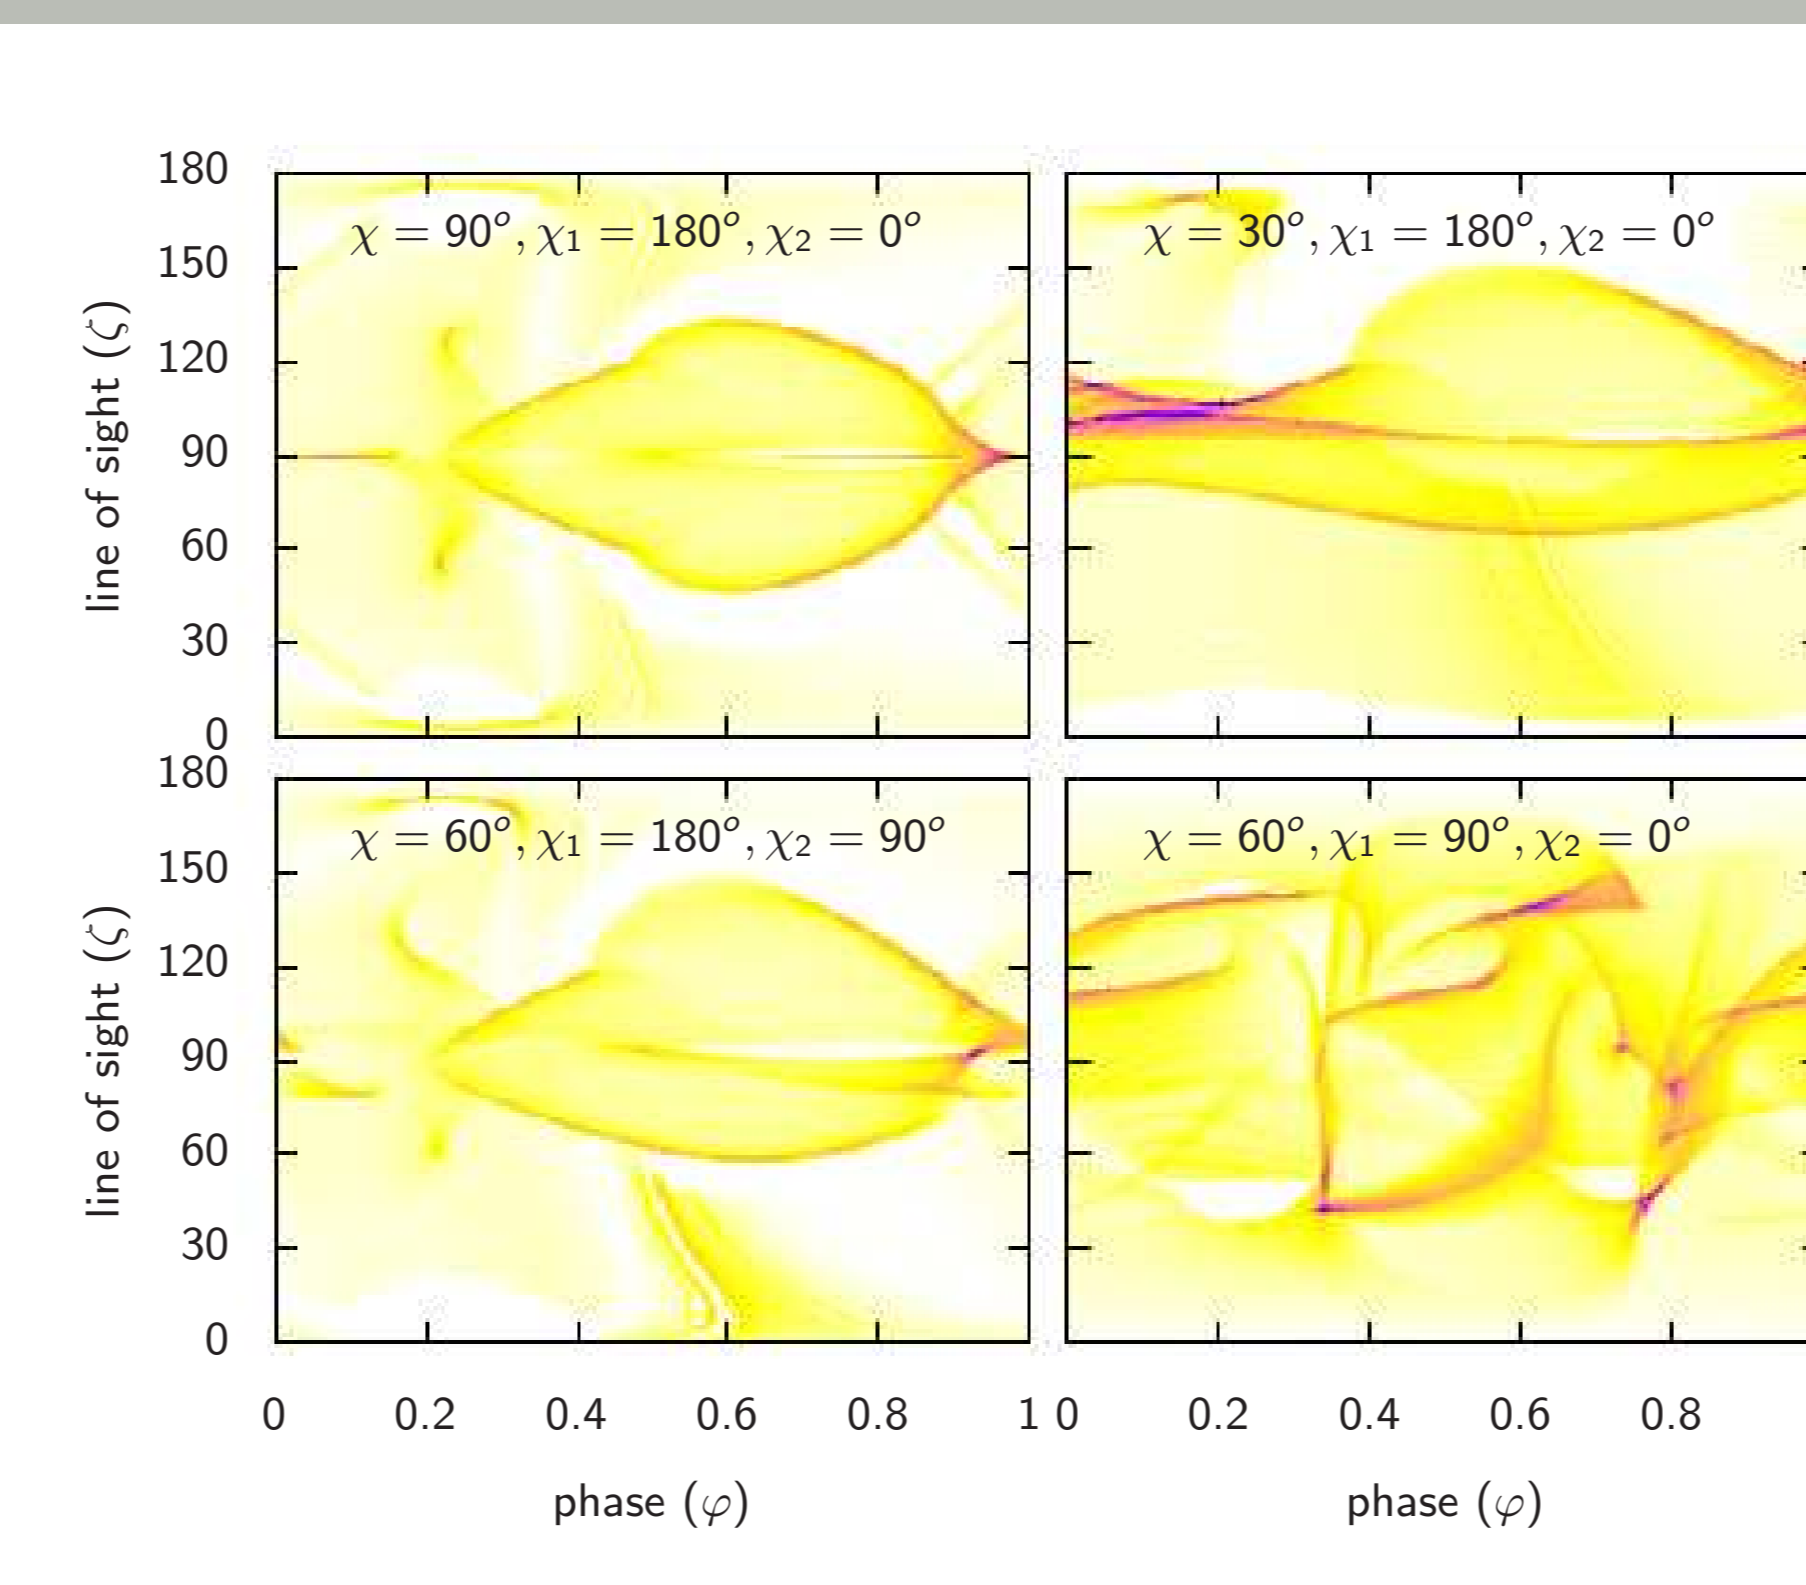 180
150
120
90
60
30
0
line of sight (ζ)
χ = 90°, χ₁ = 180°, χ₂ = 0°
χ = 30°, χ₁ = 180°, χ₂ = 0°
180
150
120
90
60
30
0
line of sight (ζ)
χ = 60°, χ₁ = 180°, χ₂ = 90°
χ = 60°, χ₁ = 90°, χ₂ = 0°
0 0.2 0.4 0.6 0.8 1 0 0.2 0.4 0.6 0.8
phase (φ) phase (φ)